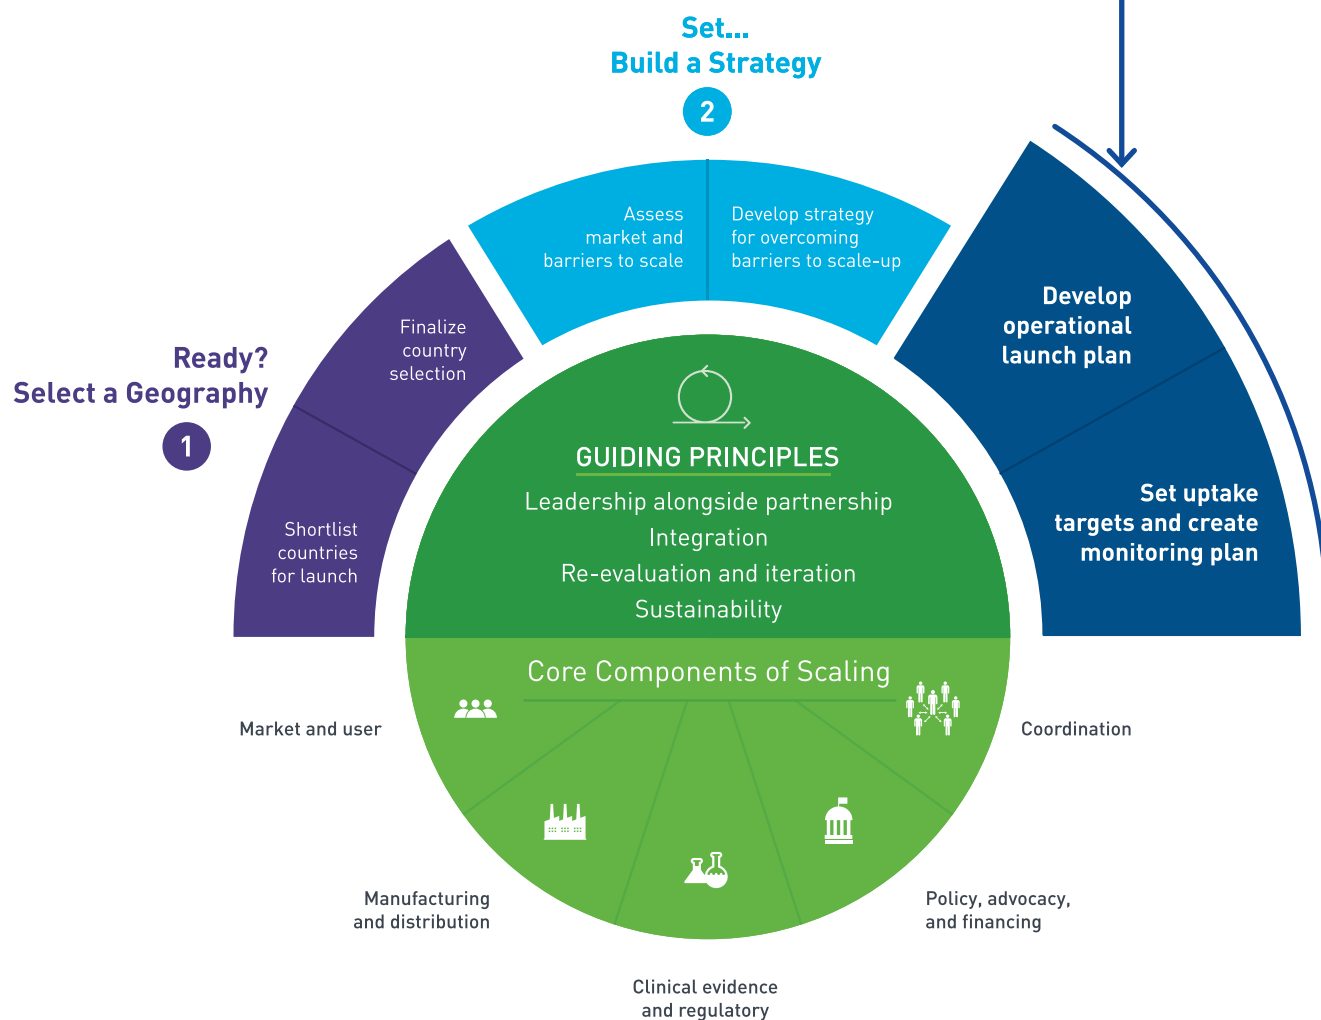 Set...
Build a Strategy
2
Assess
market and
barriers to scale
Develop strategy
for overcoming
barriers to scale-up
Ready?
Select a Geography
1
Finalize
country
selection
Shortlist
countries
for launch
Develop
operational
launch plan
Set uptake
targets and create
monitoring plan
GUIDING PRINCIPLES
Leadership alongside partnership
Integration
Re-evaluation and iteration
Sustainability
Core Components of Scaling
Market and user
Manufacturing
and distribution
Clinical evidence
and regulatory
Policy, advocacy,
and financing
Coordination